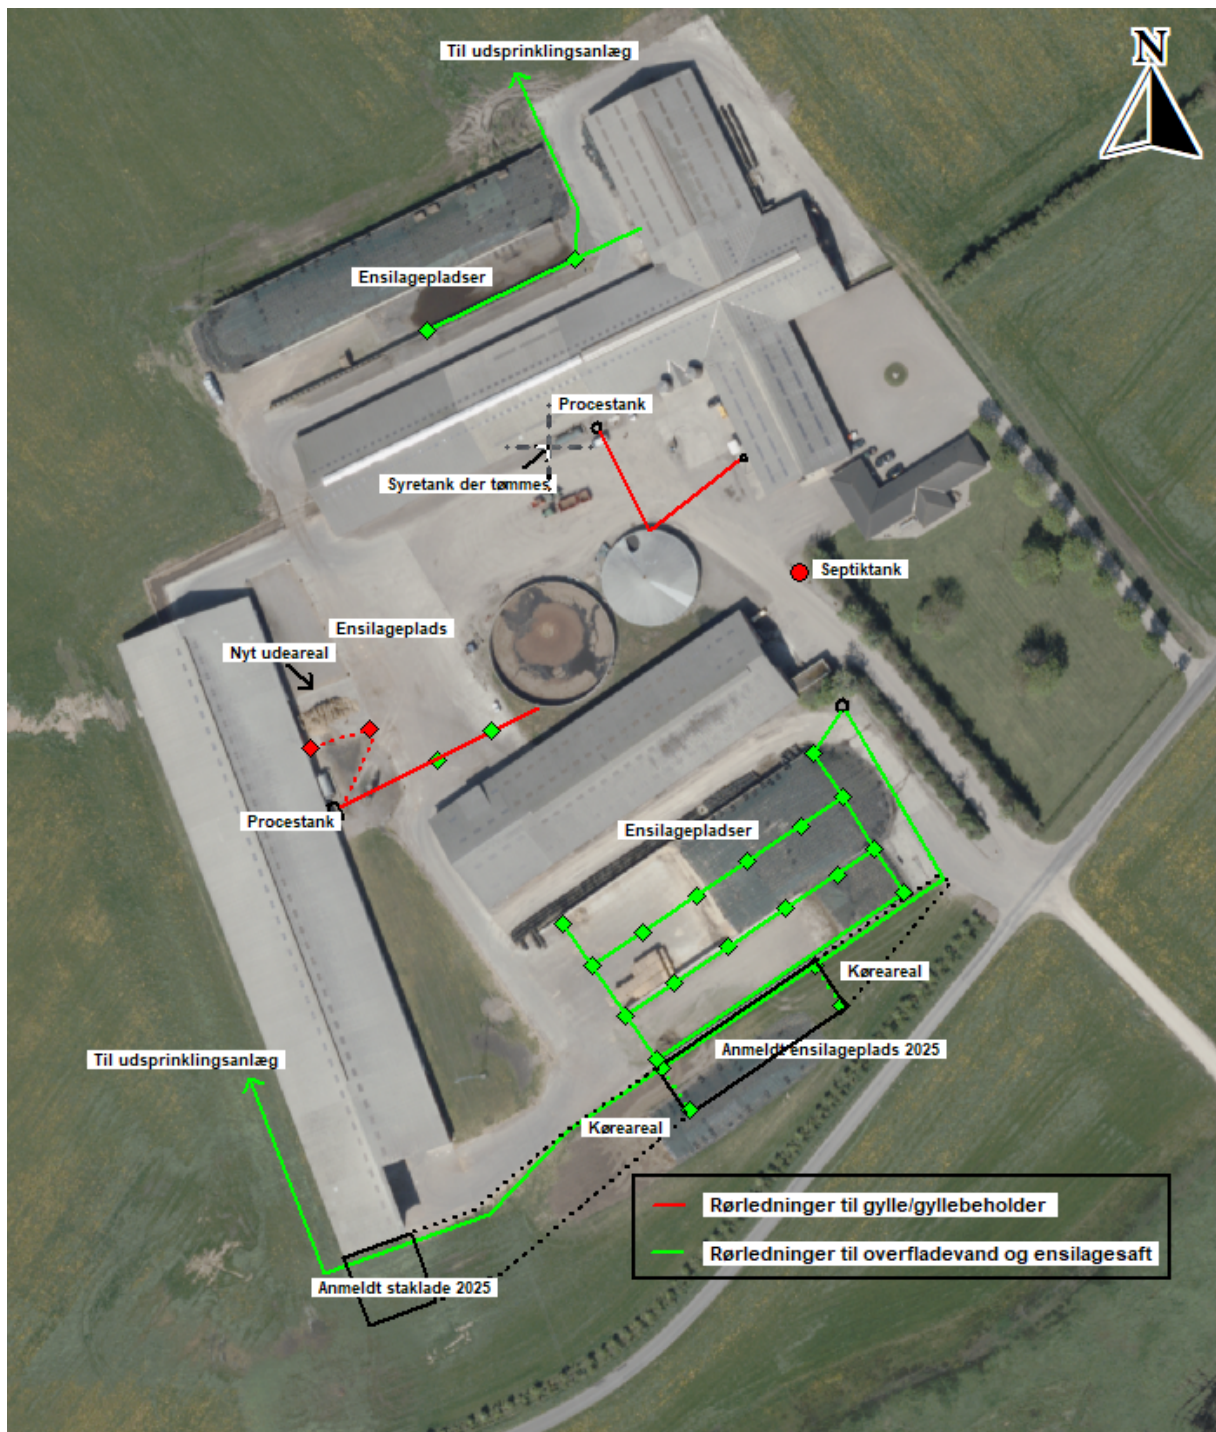 Til udsprinklingsanlæg
N
Ensilagepladser
Procestank
Syretank der tømmes
Septiktank
Ensilageplads
Nyt udeareal
Procestank
Ensilagepladser
Køreareal
Anmeldt ensilageplads 2025
Til udsprinklingsanlæg
Køreareal
Rørledninger til gylle/gyllebeholder
Rørledninger til overfladevand og ensilagesaft
Anmeldt staklade 2025